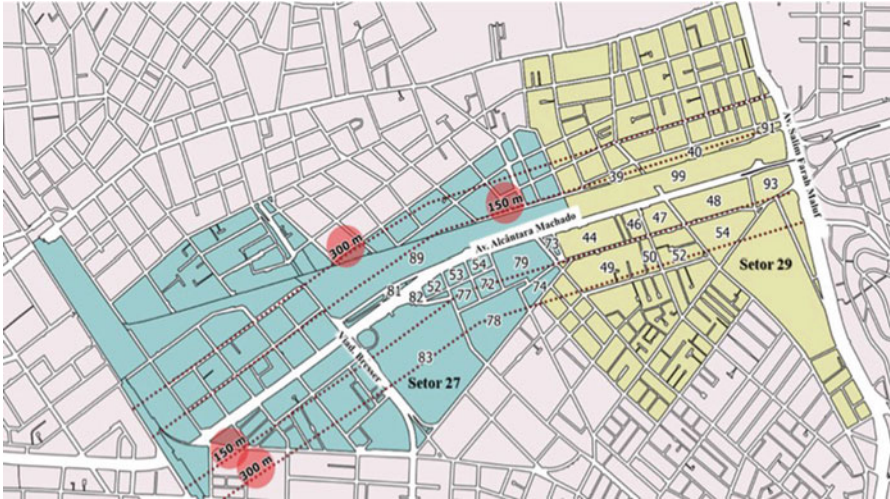 91
40
Av. Salim Farah Maluf
39
99
93
150 m
48
Av. Alcântara Machado
47
46
300 m
44
54
73
89
79
54
50
52
49
53
Setor 29
52
72
81
74
77
82
78
Viad. Bresser
83
Setor 27
150 m
300 m